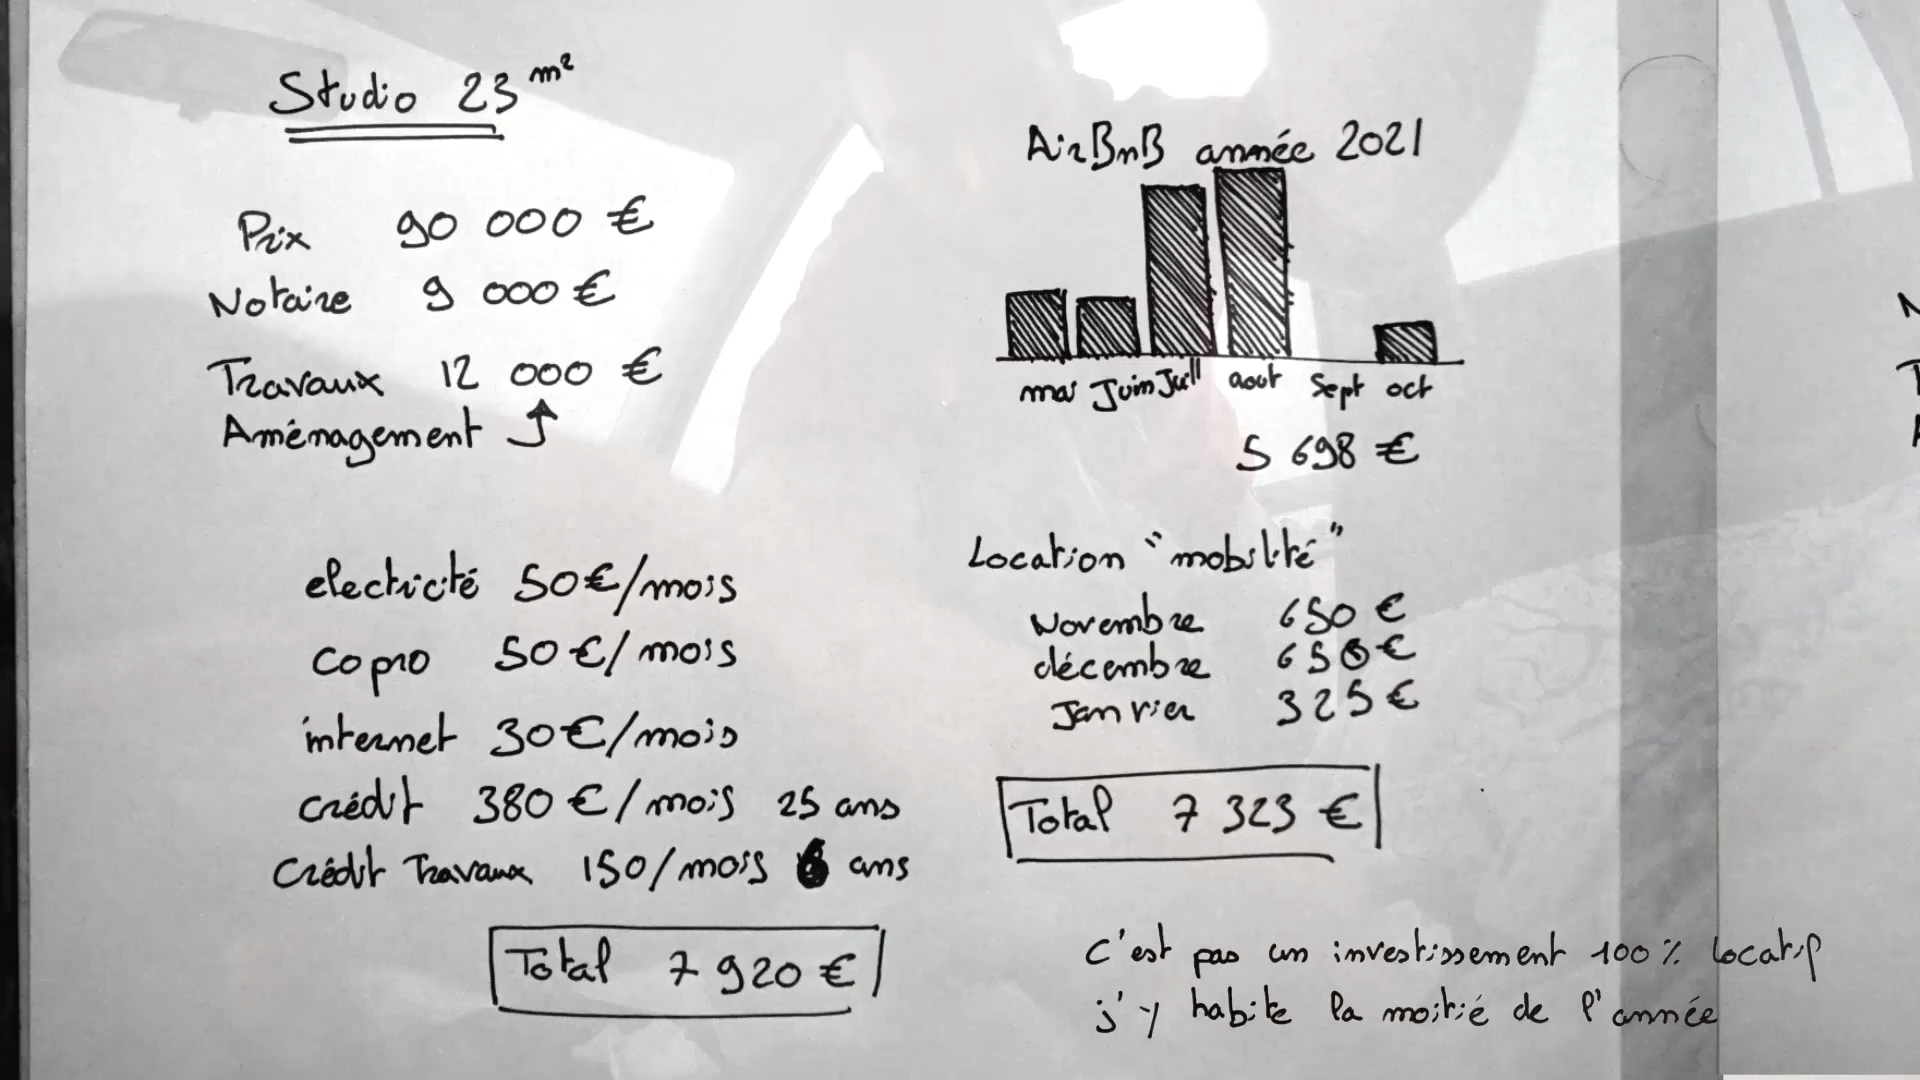 Studio 23 m²
Prix 90 000 €
Notaire 9 000 €
Travaux 12 000 €
Aménagement
electricité 50€/mois
copro 50€/mois
internet 30€/mois
crédit 380€/mois 25 ans
Crédit Travaux 150/mois 6 ans
Total 7 920 €
AirBnB année 2021
mai Juin Juill aout Sept oct
5 698 €
Location "mobilité"
Novembre 650 €
décembre 650€
Janvier 325€
Total 7 323 €
C'est pas un investissement 100% locatif
j'y habite la moitié de l'année